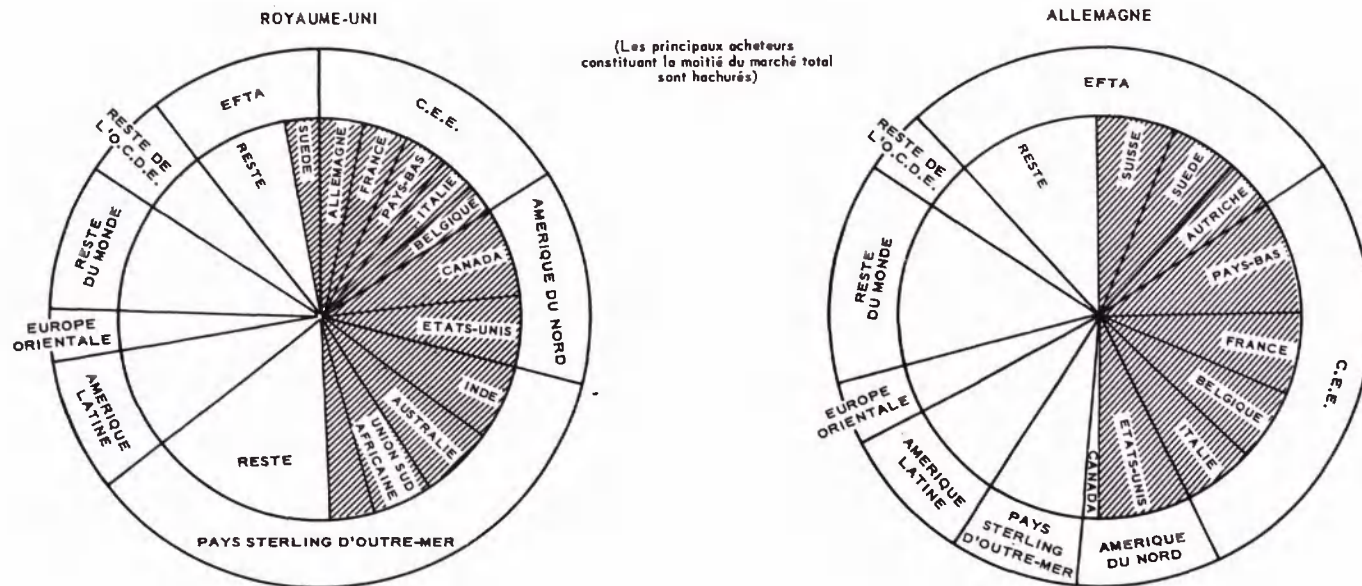 ROYAUME-UNI
(Les principaux acheteurs
constituant la moitié du marché total
sont hachurés)
ALLEMAGNE
EFTA
C.E.E.
RESTE DE
L'O.C.D.E.
RESTE
SUEDE
ALLEMAGNE
FRANCE
PAYS-BAS
ITALIE
BELGIQUE
AMERIQUE DU NORD
CANADA
ETATS-UNIS
INDE
AUSTRALIE
UNION SUD
AFRICAINE
RESTE
RESTE
DU MONDE
EUROPE
ORIENTALE
AMERIQUE
LATINE
PAYS STERLING D'OUTRE-MER
EFTA
RESTE DE
L'O.C.D.E.
RESTE
SUISSE
SUEDE
AUTRICHE
PAYS-BAS
FRANCE
BELGIQUE
ITALIE
C.E.E.
ETATS-UNIS
CANADA
RESTE
DU MONDE
EUROPE
ORIENTALE
AMERIQUE
LATINE
PAYS
STERLING
D'OUTRE-MER
AMERIQUE
DU NORD